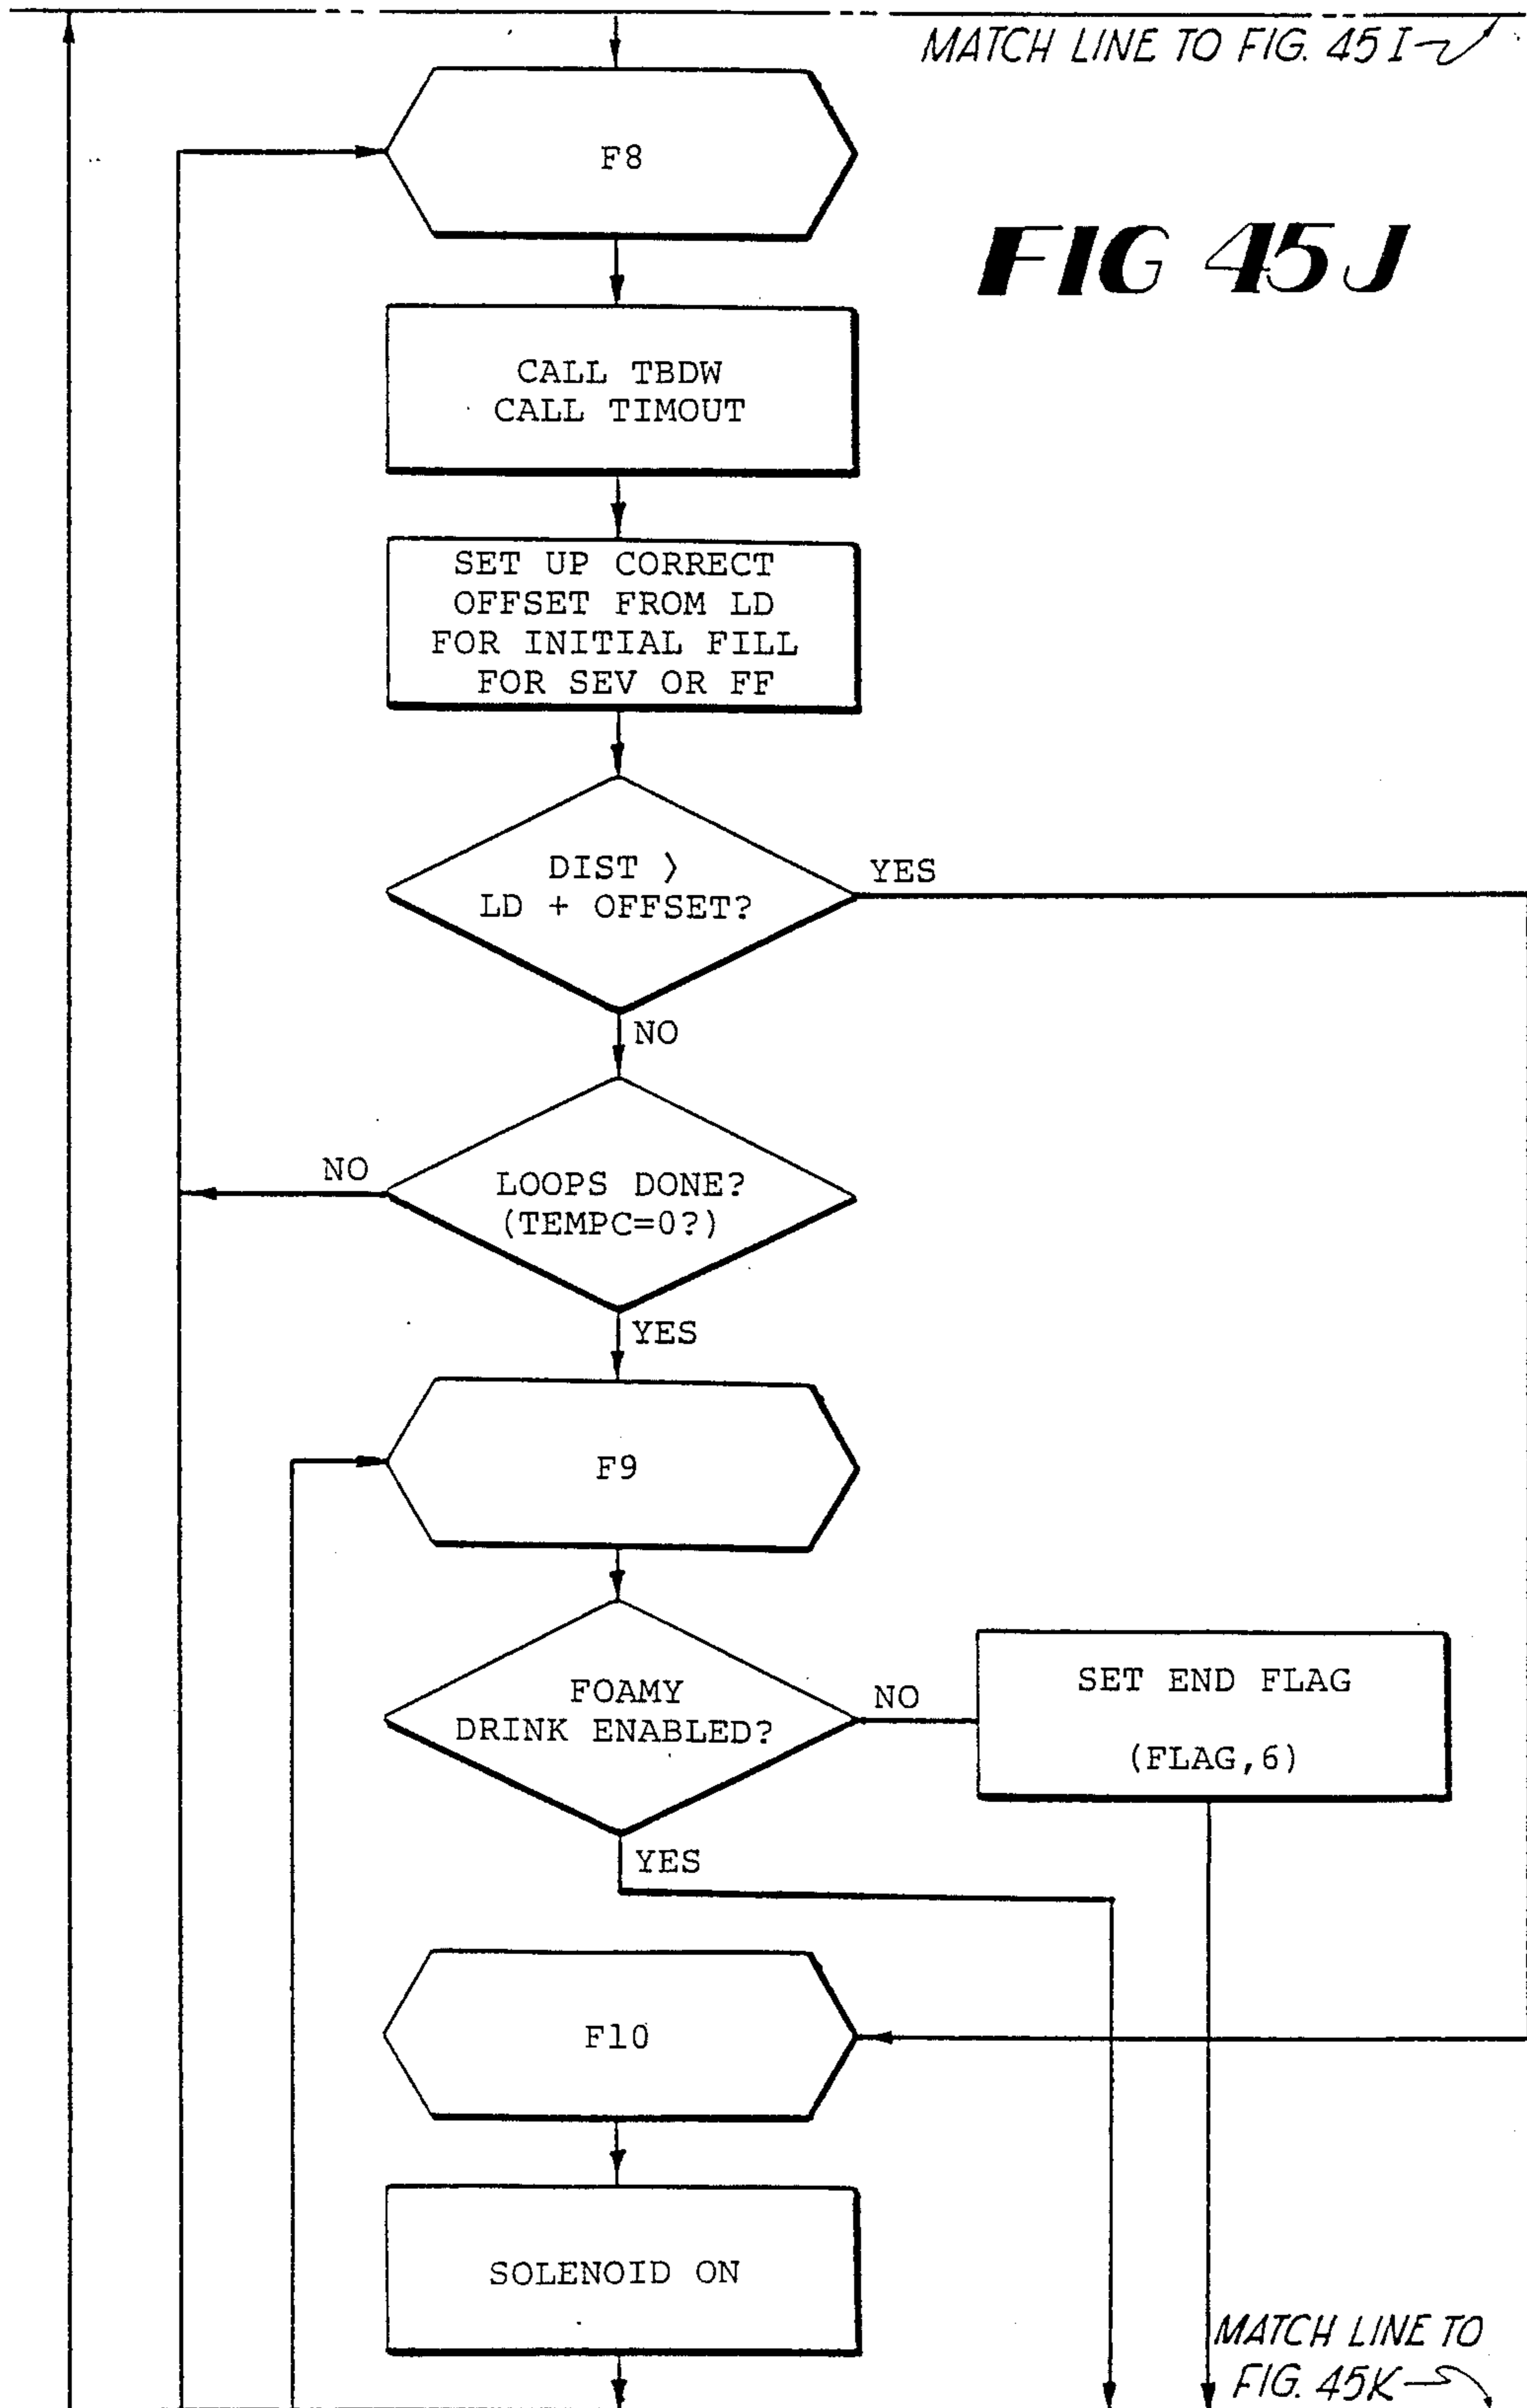 MATCH LINE TO FIG. 45I
F8
FIG 45J
CALL TBDW
CALL TIMOUT
SET UP CORRECT
OFFSET FROM LD
FOR INITIAL FILL
FOR SEV OR FF
DIST >
LD + OFFSET?
YES
NO
LOOPS DONE?
(TEMPC=0?)
NO
YES
F9
FOAMY
DRINK ENABLED?
NO
SET END FLAG
(FLAG,6)
YES
F10
SOLENOID ON
MATCH LINE TO
FIG. 45K